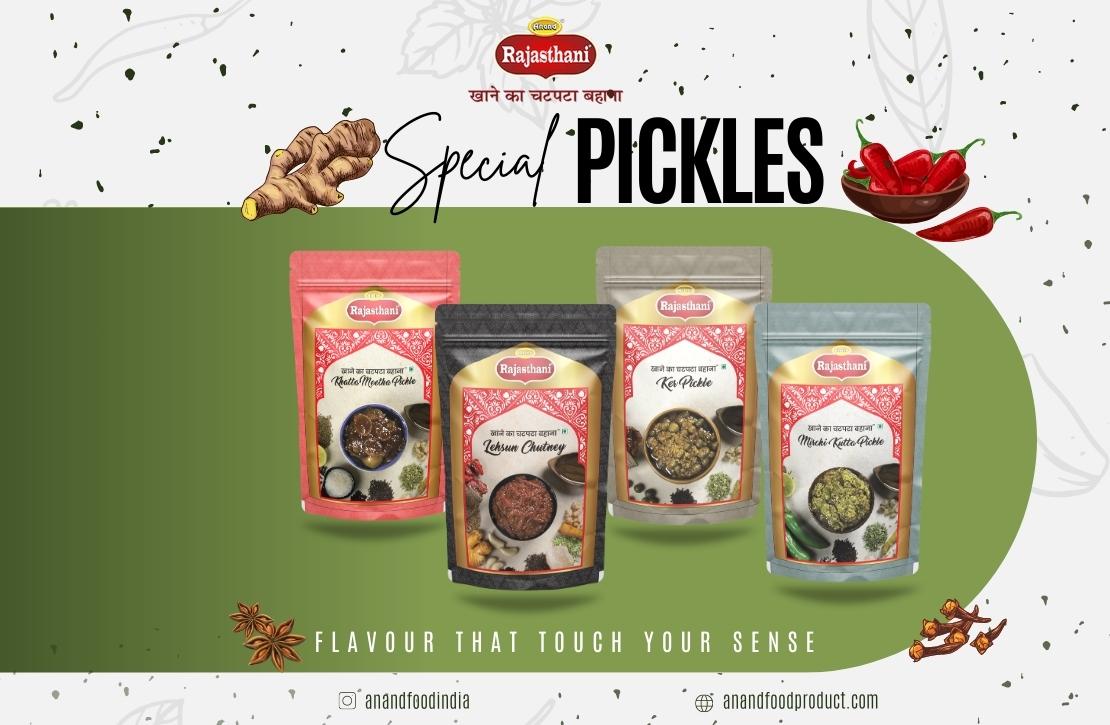 Anand
Rajasthani
खाने का चटपटा बहाना
Special PICKLES
Rajasthani
खाने का चटपटा बहाना
Khatta Meetha Pickle
Rajasthani
खाने का चटपटा बहाना
Lehsun Chutney
Rajasthani
खाने का चटपटा बहाना
Ker Pickle
Rajasthani
खाने का चटपटा बहाना
Mirchi Kutta Pickle
FLAVOUR THAT TOUCH YOUR SENSE
anandfoodindia
anandfoodproduct.com